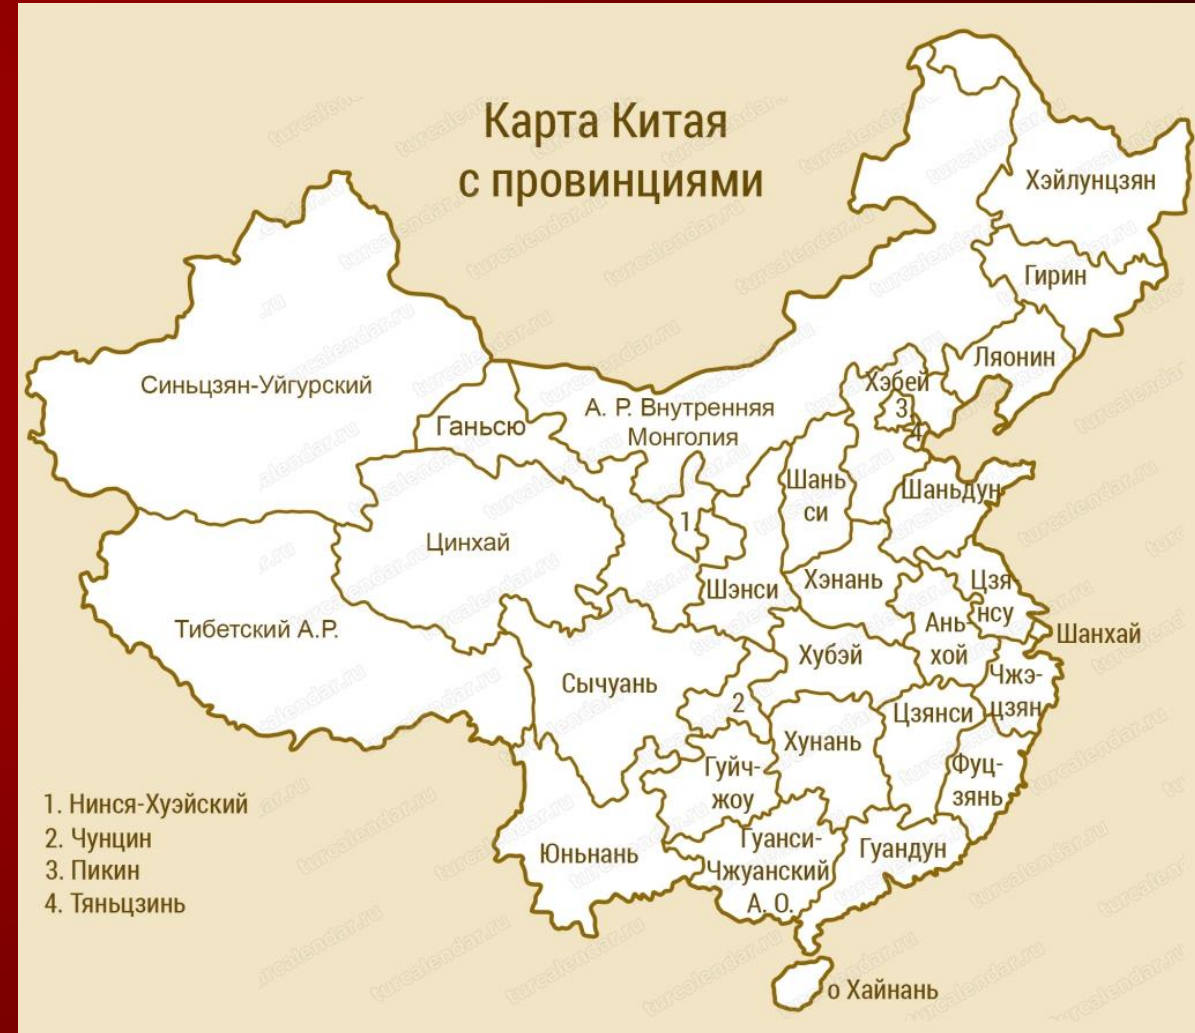 Карта Китая
с провинциями
Хэйлунцзян
Гирин
Ляонин
Хэбей
3
4
Синьцзян-Уйгурский
Ганьсю
А. Р. Внутренняя
Монголия
Шань
си
Шаньдун
1
Цинхай
Шэнси
Хэнань
Цзя-
нсу
Тибетский А.Р.
Ань
хой
Шанхай
Сычуань
Хубэй
Чжэ-
цзян
2
Цзянси
Хунань
Гуйч-
жоу
Фуц-
зянь
Юньнань
Гуанси-
Чжуанский
А. О.
Гуандун
о Хайнань
1. Нинся-Хуэйский
2. Чунцин
3. Пикин
4. Тяньцзинь
turcalendar.ru